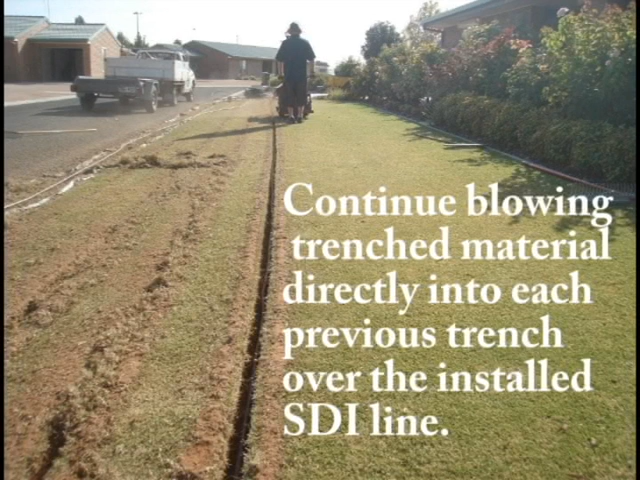 Continue blowing
trenched material
directly into each
previous trench
over the installed
SDI line.